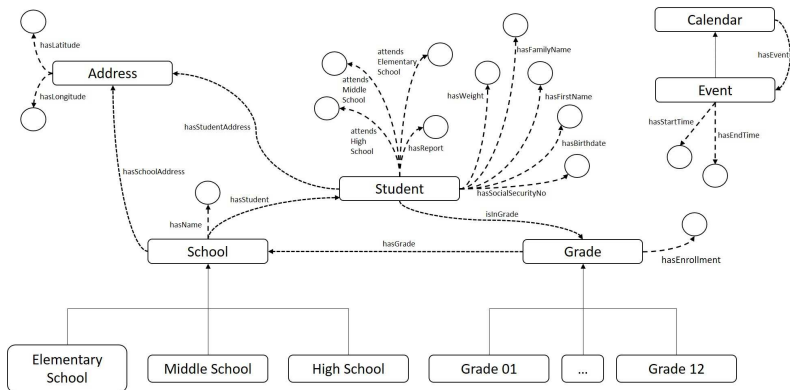 hasLatitude
Address
hasLongitude
attends
Elementary
School
attends
Middle
School
attends
High
School
hasReport
hasWeight
hasFamilyName
hasFirstName
hasBirthdate
hasSocialSecurityNo
Calendar
hasEvent
Event
hasStartTime
hasEndTime
hasStudentAddress
hasSchoolAddress
hasName
hasStudent
Student
isInGrade
School
hasGrade
Grade
hasEnrollment
Elementary
School
Middle School
High School
Grade 01
...
Grade 12